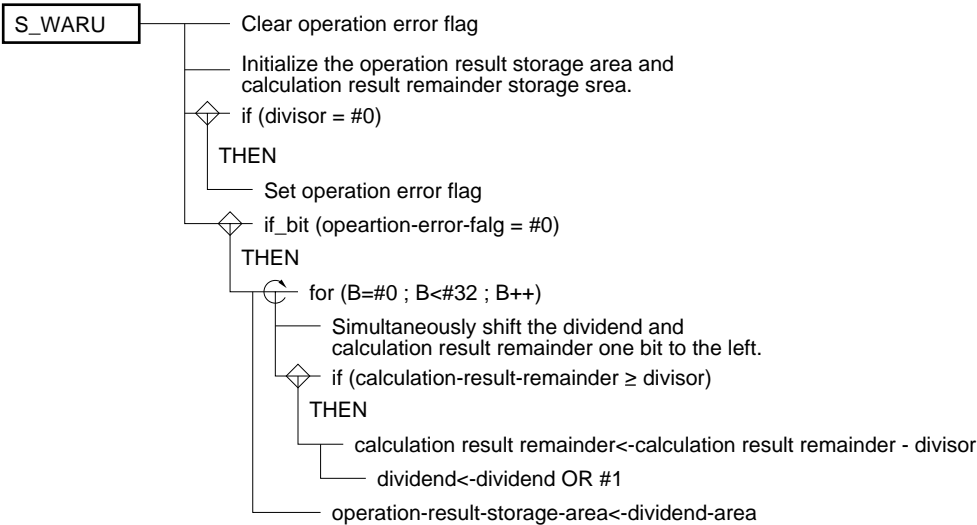 S_WARU
Clear operation error flag
Initialize the operation result storage area and
calculation result remainder storage srea.
if (divisor = #0)
THEN
Set operation error flag
if_bit (opeartion-error-falg = #0)
THEN
for (B=#0 ; B<#32 ; B++)
Simultaneously shift the dividend and
calculation result remainder one bit to the left.
if (calculation-result-remainder ≥ divisor)
THEN
calculation result remainder<-calculation result remainder - divisor
dividend<-dividend OR #1
operation-result-storage-area<-dividend-area